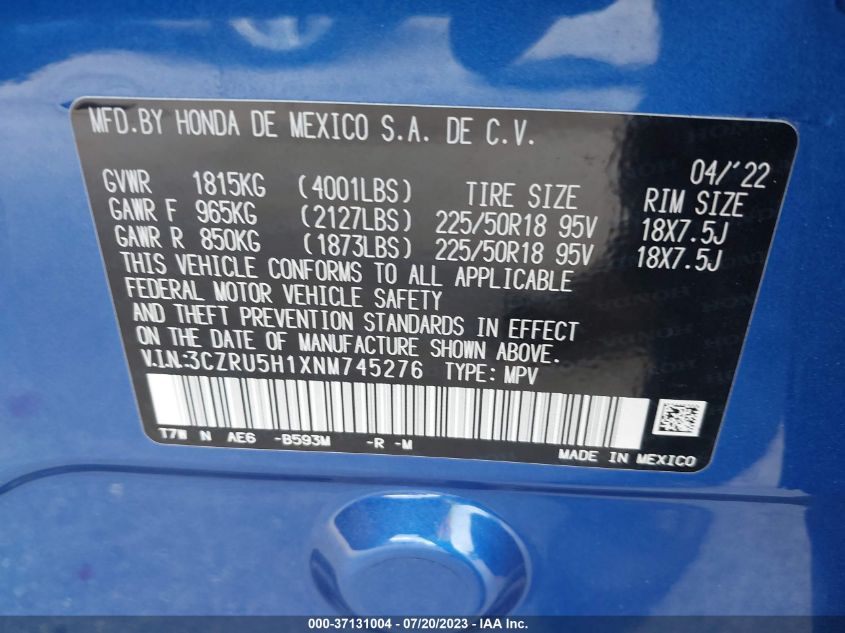 MFD.BY HONDA DE MEXICO S.A. DE C.V.
04/'22
GVWR 1815KG (4001LBS) TIRE SIZE RIM SIZE
GAWR F 965KG (2127LBS) 225/50R18 95V 18X7.5J
GAWR R 850KG (1873LBS) 225/50R18 95V 18X7.5J
THIS VEHICLE CONFORMS TO ALL APPLICABLE
FEDERAL MOTOR VEHICLE SAFETY
AND THEFT PREVENTION STANDARDS IN EFFECT
ON THE DATE OF MANUFACTURE SHOWN ABOVE.
V.I.N.:3CZRU5H1XNM745276 TYPE: MPV
T7W N AE6 -B593M -R -M
MADE IN MEXICO
000-37131004 / 07/20/2023 - IAA Inc.